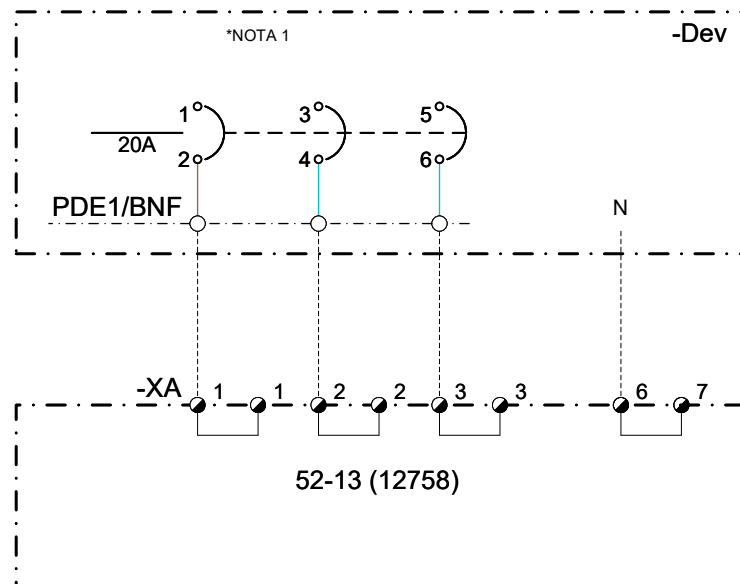 *NOTA 1
-Dev
1 3 5
20A
2 4 6
PDE1/BNF
N
-XA 1 1 2 2 3 3 6 7
52-13 (12758)